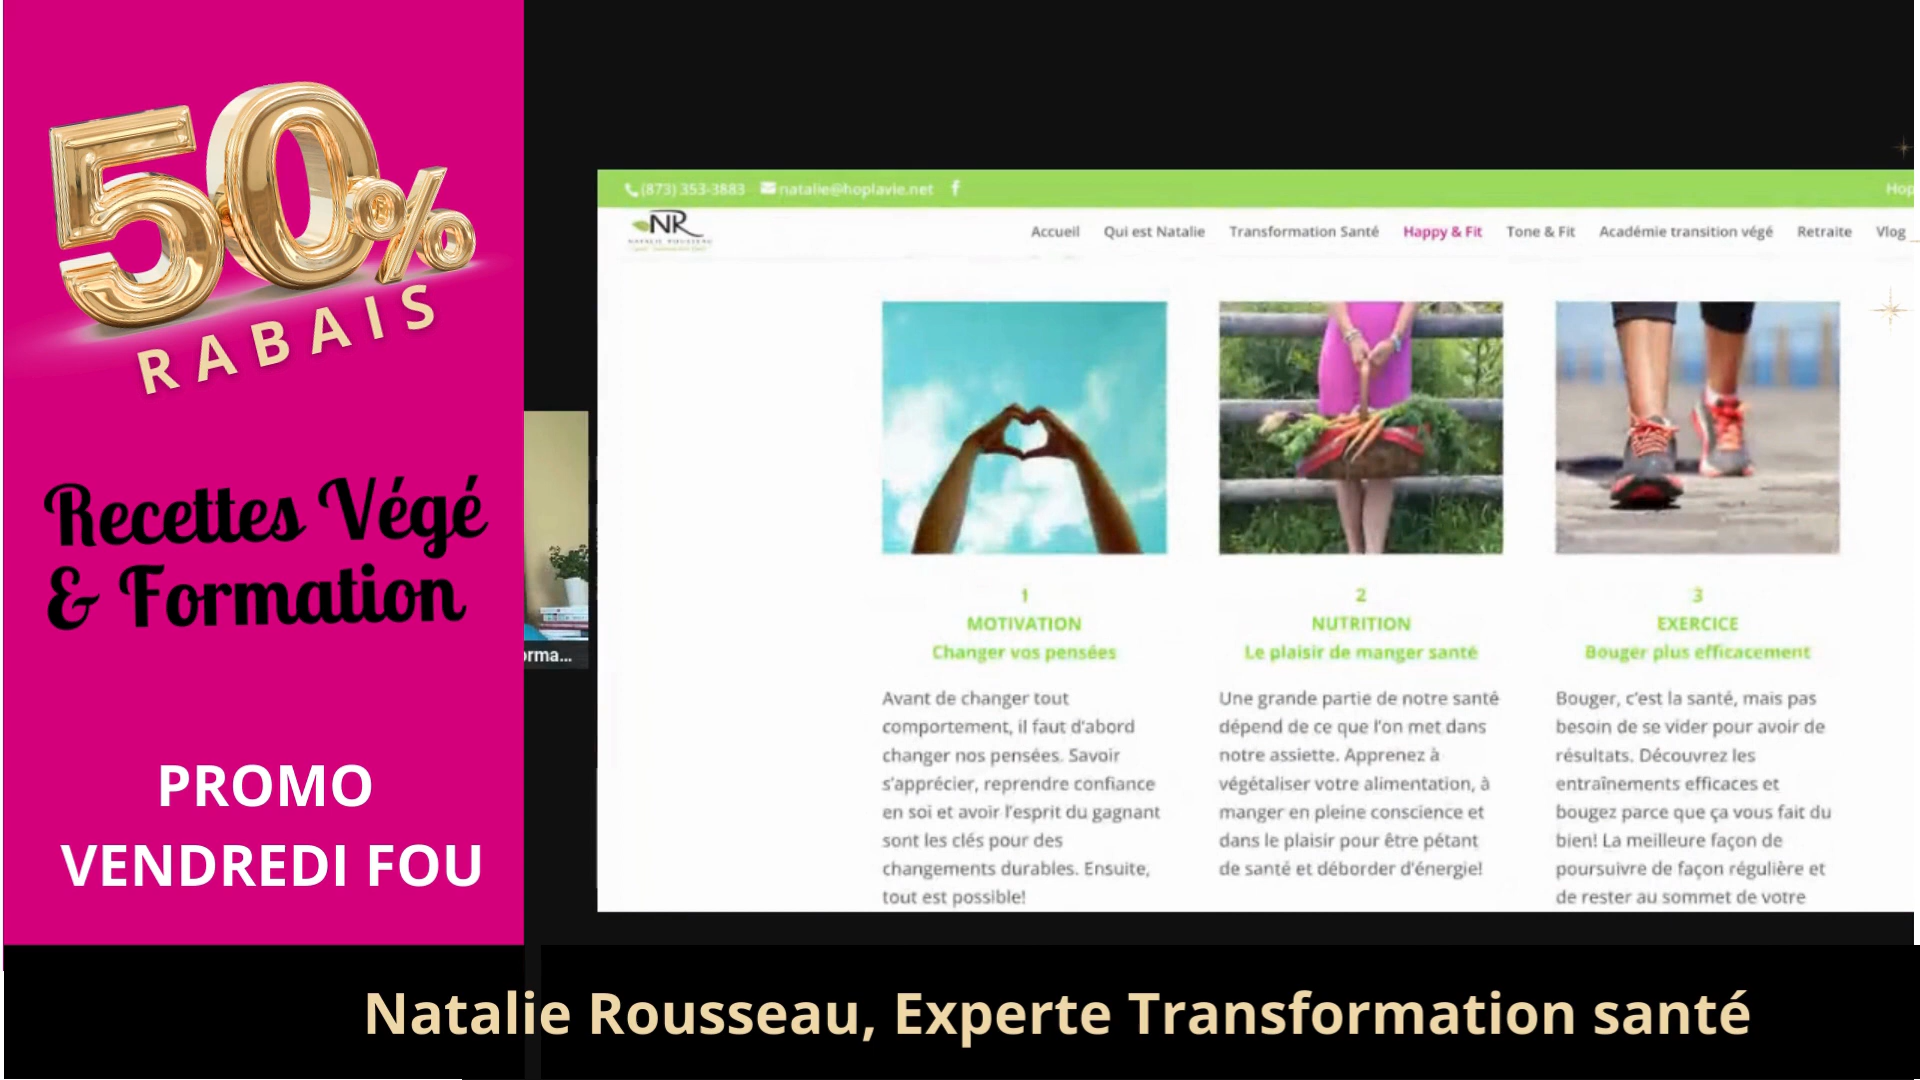 50%
RABAIS
Recettes Végé
& Formation
PROMO
VENDREDI FOU
orma...
(873) 353-3883 natalie@hoplavie.net f
Hop
NR
NATALIE ROUSSEAU
Accueil Qui est Natalie Transformation Santé Happy & Fit Tone & Fit Académie transition végé Retraite Vlog
1
MOTIVATION
Changer vos pensées
Avant de changer tout
comportement, il faut d'abord
changer nos pensées. Savoir
s'apprécier, reprendre confiance
en soi et avoir l'esprit du gagnant
sont les clés pour des
changements durables. Ensuite,
tout est possible!
2
NUTRITION
Le plaisir de manger santé
Une grande partie de notre santé
dépend de ce que l'on met dans
notre assiette. Apprenez à
végétaliser votre alimentation, à
manger en pleine conscience et
dans le plaisir pour être pétant
de santé et déborder d'énergie!
3
EXERCICE
Bouger plus efficacement
Bouger, c'est la santé, mais pas
besoin de se vider pour avoir de
résultats. Découvrez les
entraînements efficaces et
bougez parce que ça vous fait du
bien! La meilleure façon de
poursuivre de façon régulière et
de rester au sommet de votre
Natalie Rousseau, Experte Transformation santé